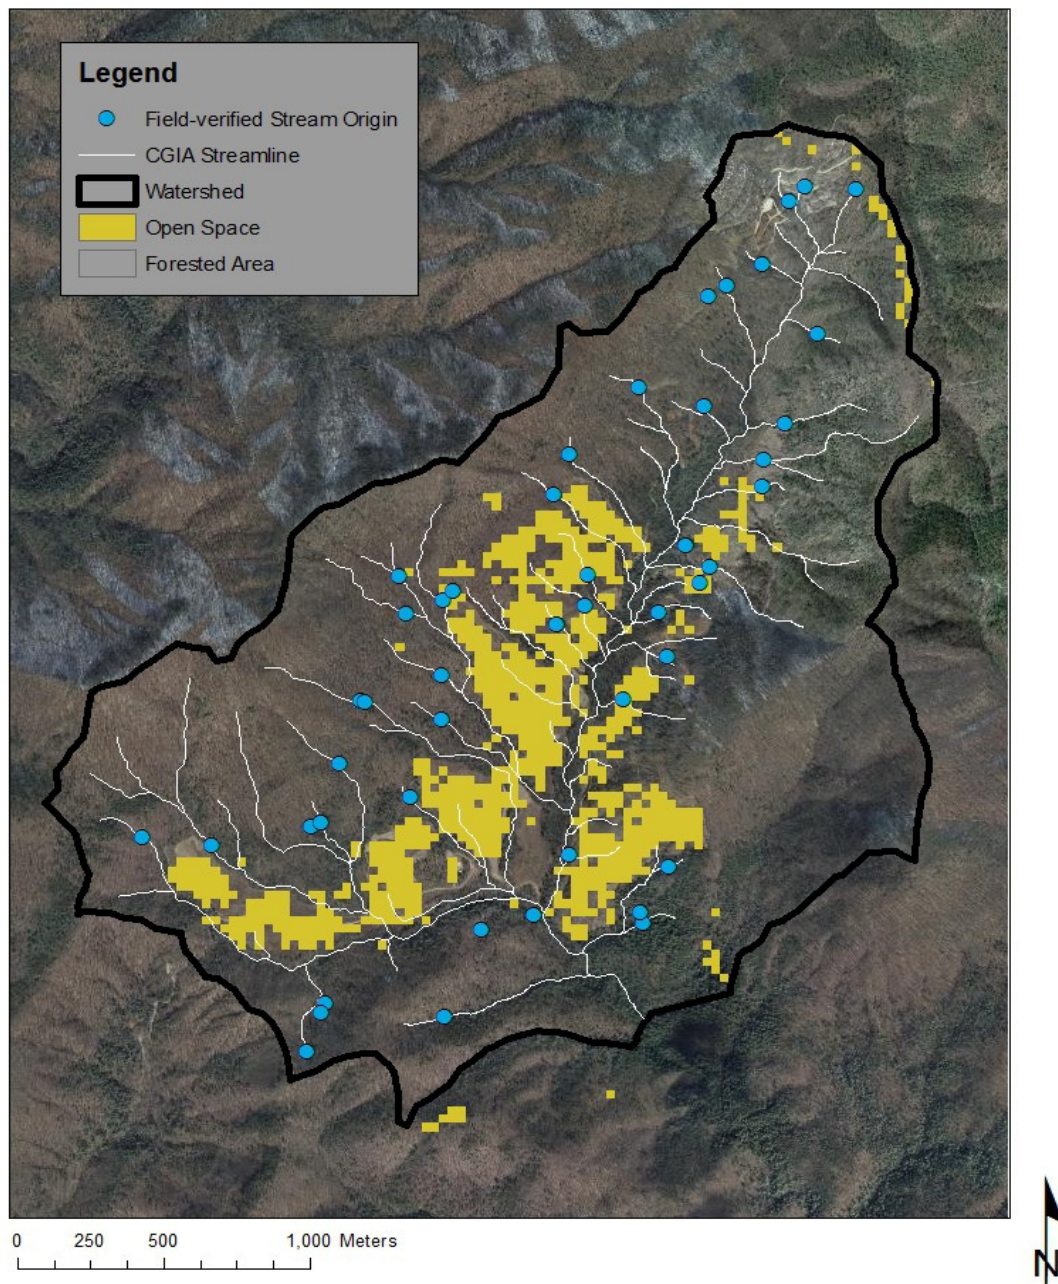 Legend
Field-verified Stream Origin
CGIA Streamline
Watershed
Open Space
Forested Area
0 250 500 1,000 Meters
N